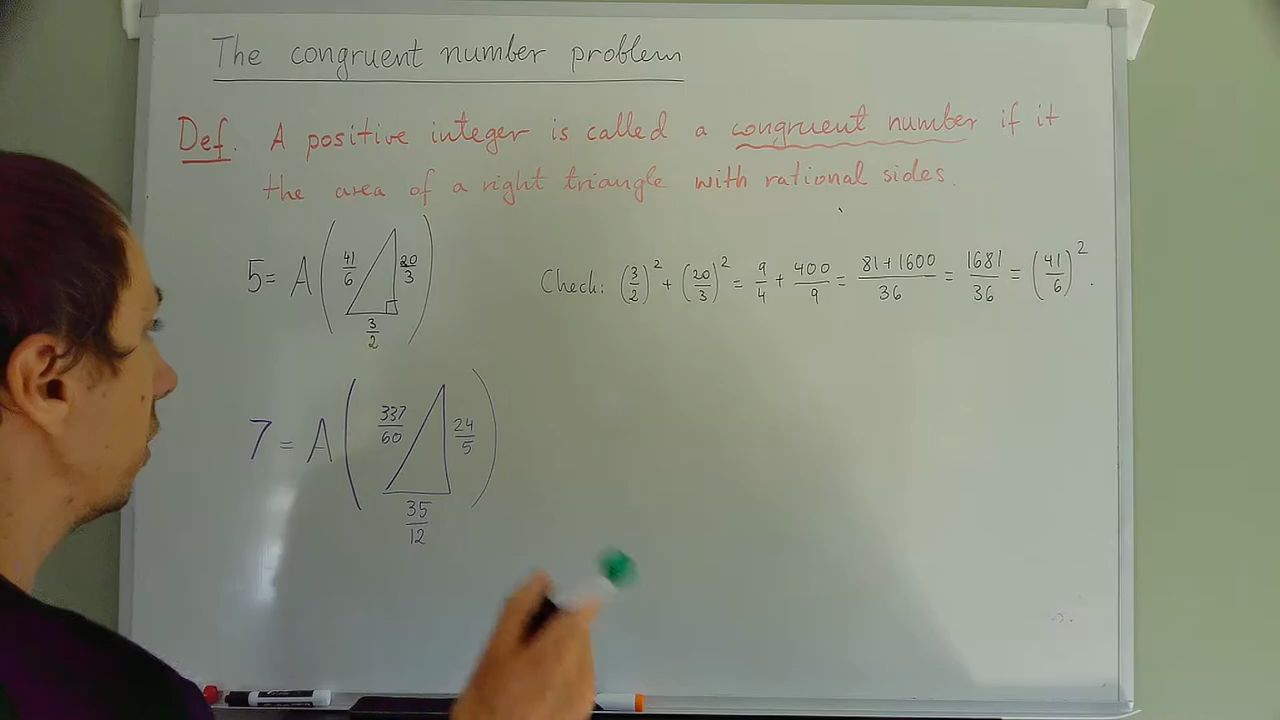 The congruent number problem
Def. A positive integer is called a congruent number if it
the area of a right triangle with rational sides.
5 = A( 41/6 20/3 3/2 )
Check: (3/2)^2 + (20/3)^2 = 9/4 + 400/9 = 81+1600/36 = 1681/36 = (41/6)^2.
7 = A( 337/60 24/5 35/12 )